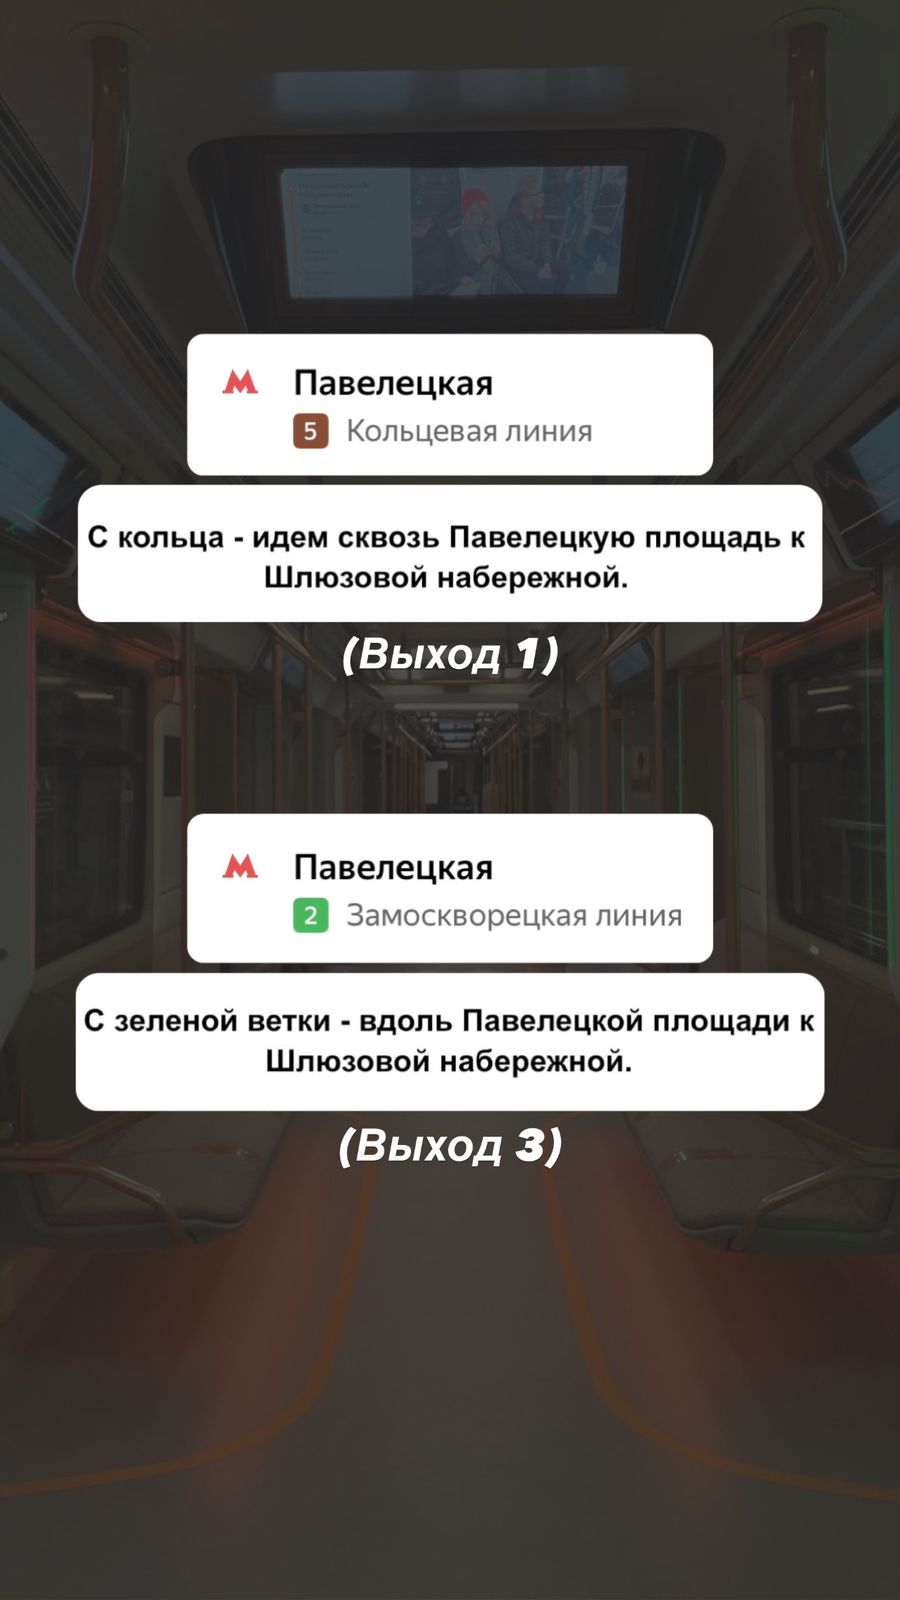 Павелецкая
5 Кольцевая линия
С кольца - идем сквозь Павелецкую площадь к
Шлюзовой набережной.
(Выход 1)
Павелецкая
2 Замоскворецкая линия
С зеленой ветки - вдоль Павелецкой площади к
Шлюзовой набережной.
(Выход 3)